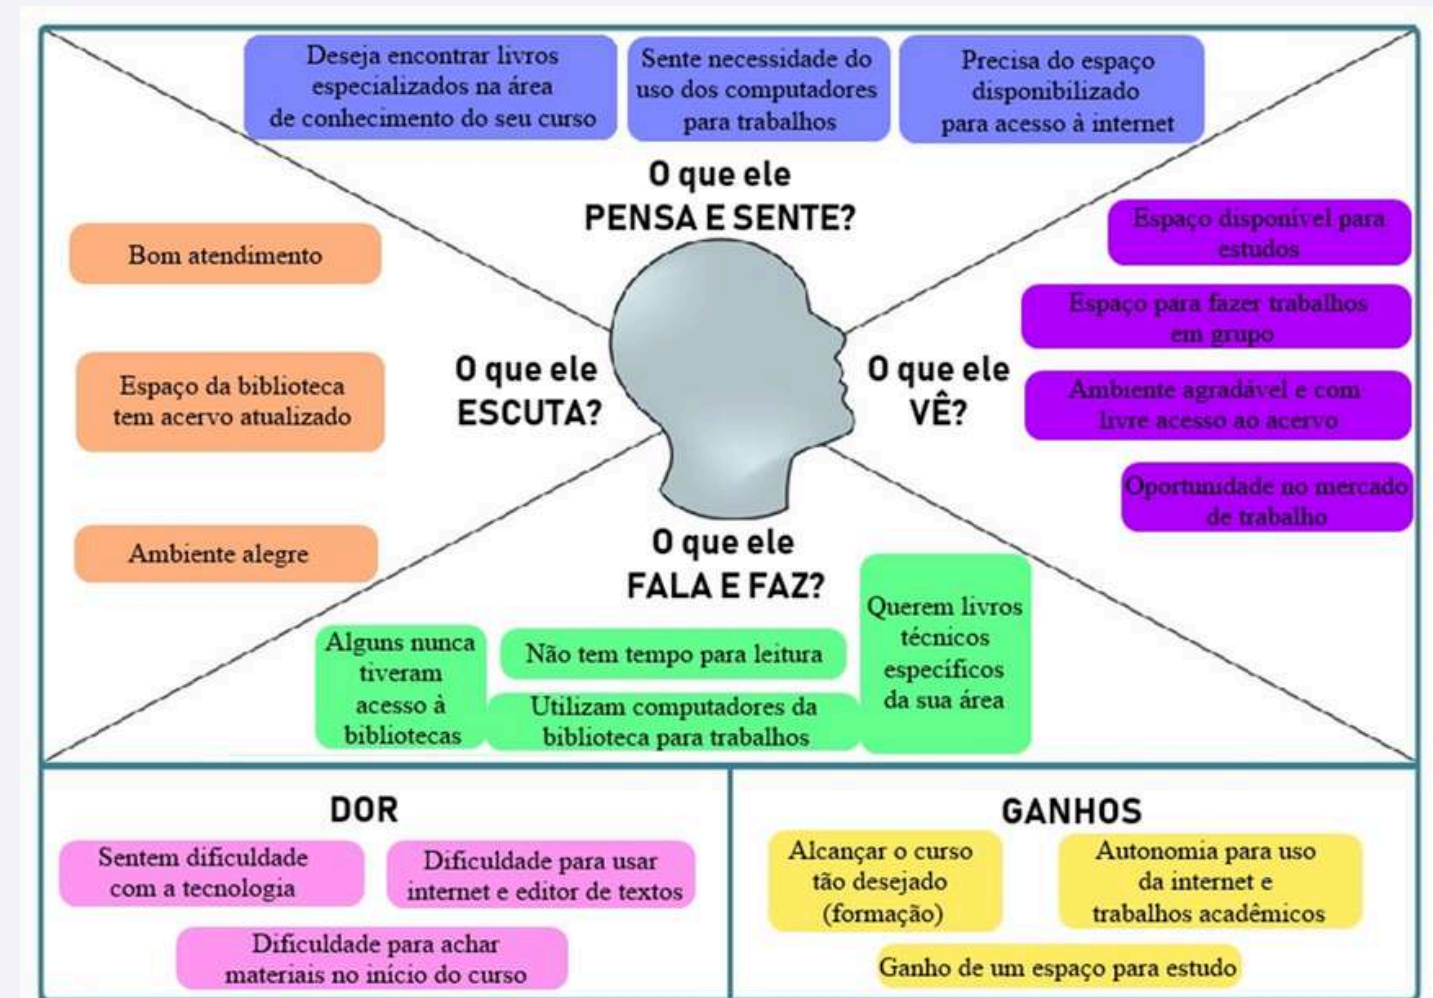 Deseja encontrar livros
especializados na área
de conhecimento do seu curso
Sente necessidade do
uso dos computadores
para trabalhos
Precisa do espaço
disponibilizado
para acesso à internet
O que ele
PENSA E SENTE?
Bom atendimento
Espaço da biblioteca
tem acervo atualizado
Ambiente alegre
O que ele
ESCUTA?
O que ele
VÊ?
Espaço disponível para
estudos
Espaço para fazer trabalhos
em grupo
Ambiente agradável e com
livre acesso ao acervo
Oportunidade no mercado
de trabalho
O que ele
FALA E FAZ?
Alguns nunca
tiveram
acesso à
bibliotecas
Não tem tempo para leitura
Utilizam computadores da
biblioteca para trabalhos
Querem livros
técnicos
específicos
da sua área
DOR
Sentem dificuldade
com a tecnologia
Dificuldade para usar
internet e editor de textos
Dificuldade para achar
materiais no início do curso
GANHOS
Alcançar o curso
tão desejado
(formação)
Autonomia para uso
da internet e
trabalhos acadêmicos
Ganho de um espaço para estudo